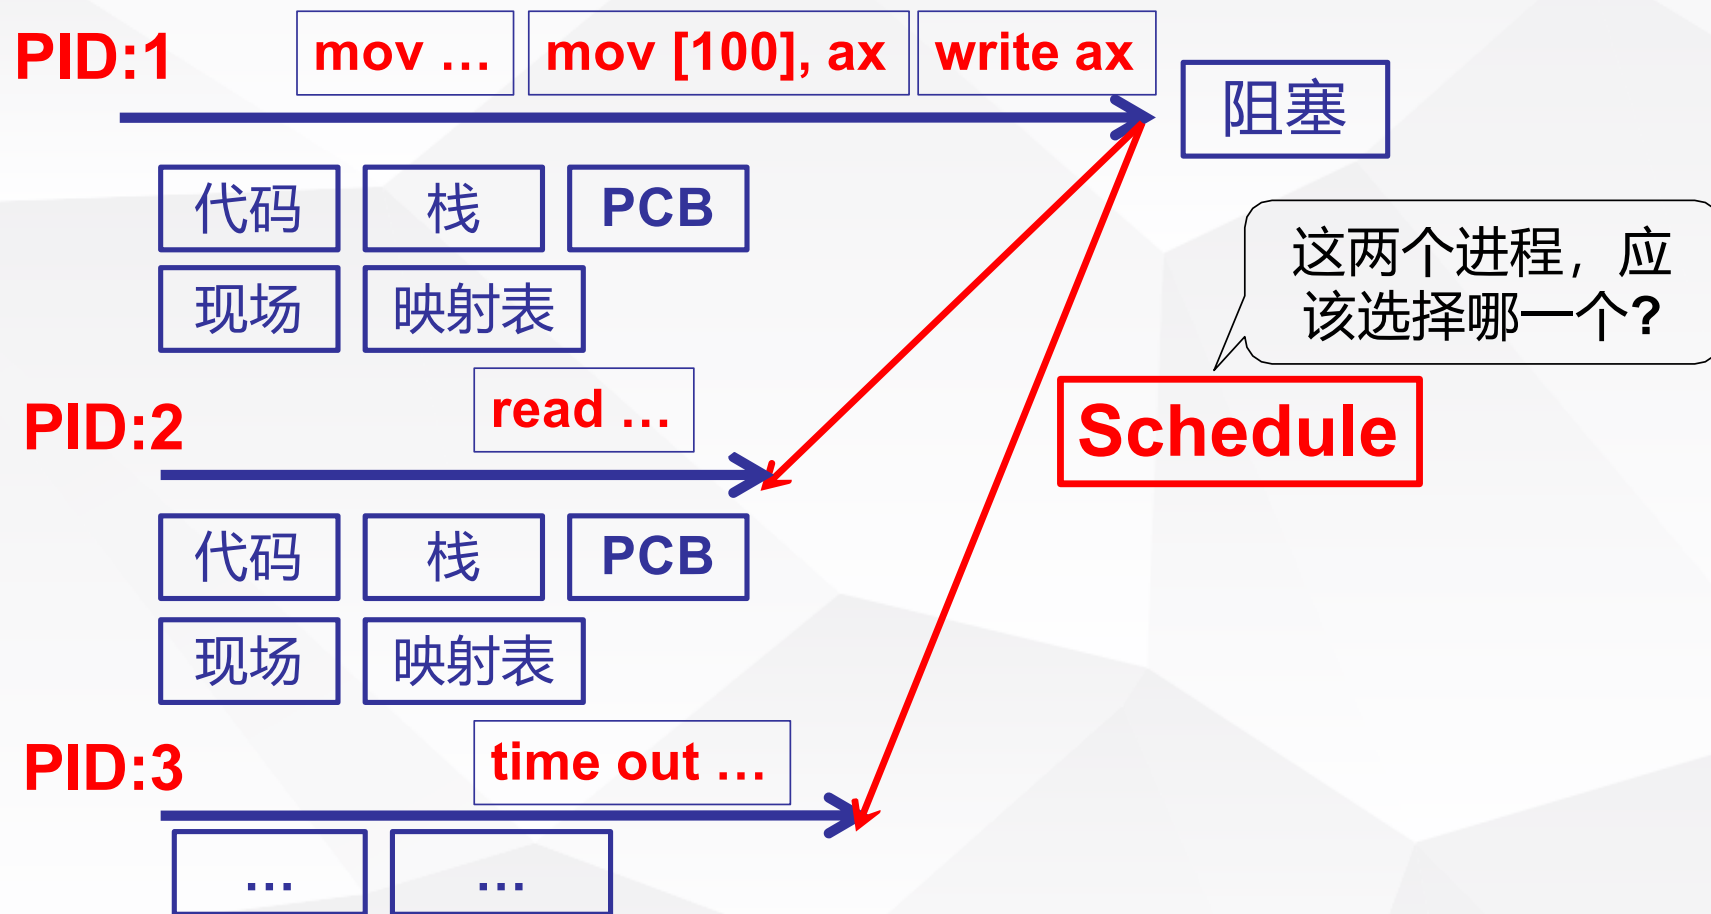 PID:1
mov …
mov [100], ax
write ax
阻塞
代码
栈
PCB
现场
映射表
这两个进程，应
该选择哪一个?
Schedule
PID:2
read …
代码
栈
PCB
现场
映射表
PID:3
time out …
…
…